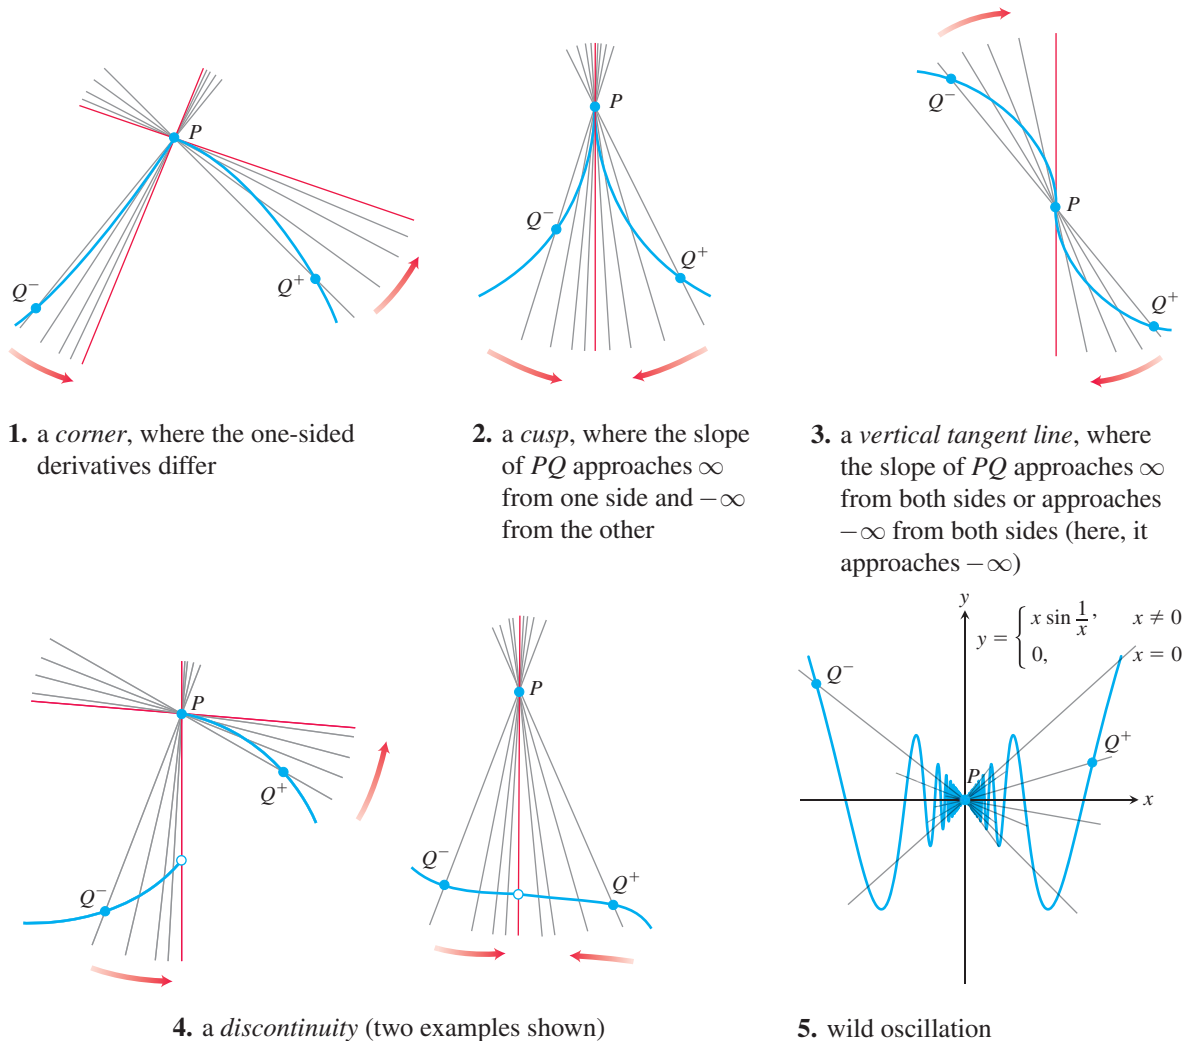 P
Q⁻
Q⁺
P
Q⁻
Q⁺
Q⁻
P
Q⁺
1. a corner, where the one-sided
derivatives differ
2. a cusp, where the slope
of PQ approaches ∞
from one side and −∞
from the other
3. a vertical tangent line, where
the slope of PQ approaches ∞
from both sides or approaches
−∞ from both sides (here, it
approaches −∞)
P
Q⁺
Q⁻
P
Q⁻
Q⁺
y
y = { x sin 1/x, x ≠ 0
0, x = 0
Q⁻
Q⁺
P
x
4. a discontinuity (two examples shown)
5. wild oscillation